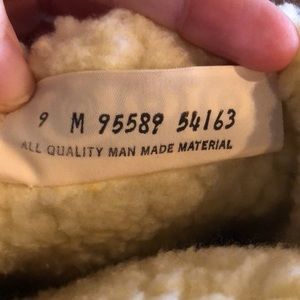 9 M 95589 54163
ALL QUALITY MAN MADE MATERIAL